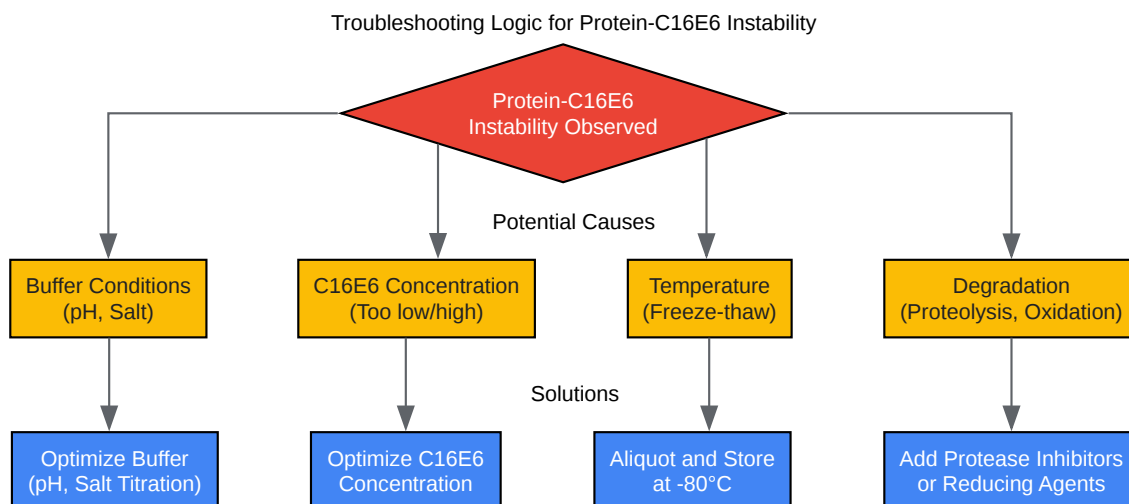 Troubleshooting Logic for Protein-C16E6 Instability
Protein-C16E6
Instability Observed
Potential Causes
Buffer Conditions
(pH, Salt)
C16E6 Concentration
(Too low/high)
Temperature
(Freeze-thaw)
Degradation
(Proteolysis, Oxidation)
Solutions
Optimize Buffer
(pH, Salt Titration)
Optimize C16E6
Concentration
Aliquot and Store
at -80°C
Add Protease Inhibitors
or Reducing Agents